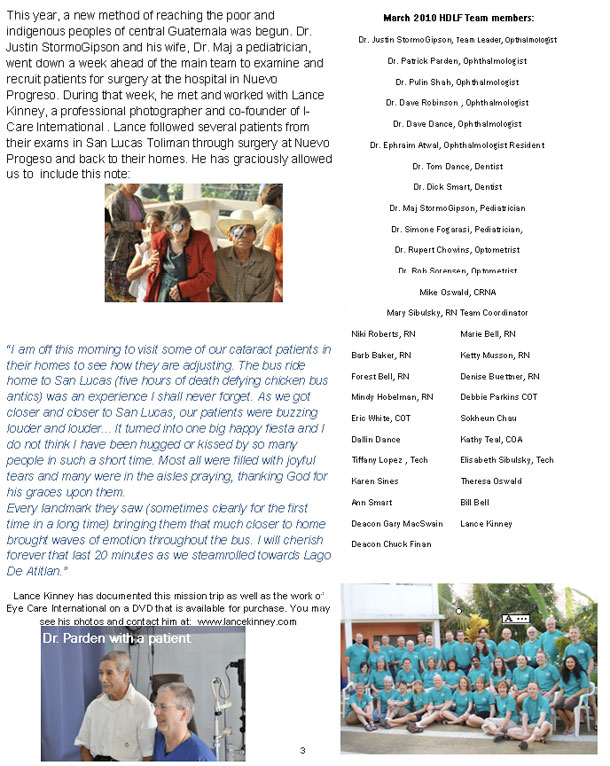 This year, a new method of reaching the poor and
indigenous peoples of central Guatemala was begun. Dr.
Justin StormoGipson and his wife, Dr. Maj a pediatrician,
went down a week ahead of the main team to examine and
recruit patients for surgery at the hospital in Nuevo
Progreso. During that week, he met and worked with Lance
Kinney, a professional photographer and co-founder of I-
Care International . Lance followed several patients from
their exams in San Lucas Toliman through surgery at Nuevo
Progeso and back to their homes. He has graciously allowed
us to include this note:
"I am off this morning to visit some of our cataract patients in
their homes to see how they are adjusting. The bus ride
home to San Lucas (five hours of death defying chicken bus
antics) was an experience I shall never forget. As we got
closer and closer to San Lucas, our patients were buzzing
louder and louder... It turned into one big happy fiesta and I
do not think I have been hugged or kissed by so many
people in such a short time. Most all were filled with joyful
tears and many were in the aisles praying, thanking God for
his graces upon them.
Every landmark they saw (sometimes clearly for the first
time in a long time) bringing them that much closer to home
brought waves of emotion throughout the bus. I will cherish
forever that last 20 minutes as we steamrolled towards Lago
De Atitlan."
Lance Kinney has documented this mission trip as well as the work of
Eye Care International on a DVD that is available for purchase. You may
see his photos and contact him at: www.lancekinney.com
Dr. Parden with a patient
3
March 2010 HDLF Team members:
Dr. Justin StormoGipson, Team Leader, Opthalmologist
Dr. Patrick Parden, Ophthalmologist
Dr. Pulin Shah, Ophthalmologist
Dr. Dave Robinson , Ophthalmologist
Dr. Dave Dance, Ophthalmologist
Dr. Ephraim Atwal, Ophthalmologist Resident
Dr. Tom Dance, Dentist
Dr. Dick Smart, Dentist
Dr. Maj StormoGipson, Pediatrician
Dr. Simone Fogarasi, Pediatrician,
Dr. Rupert Chowins, Optometrist
Dr. Rob Sorensen, Optometrist
Mike Oswald, CRNA
Mary Sibulsky, RN Team Coordinator
Niki Roberts, RN Marie Bell, RN
Barb Baker, RN Ketty Musson, RN
Forest Bell, RN Denise Buettner, RN
Mindy Hobelman, RN Debbie Parkins COT
Eric White, COT Sokheun Chau
Dallin Dance Kathy Teal, COA
Tiffany Lopez , Tech Elisabeth Sibulsky, Tech
Karen Sines Theresa Oswald
Ann Smart Bill Bell
Deacon Gary MacSwain Lance Kinney
Deacon Chuck Finan
A ...